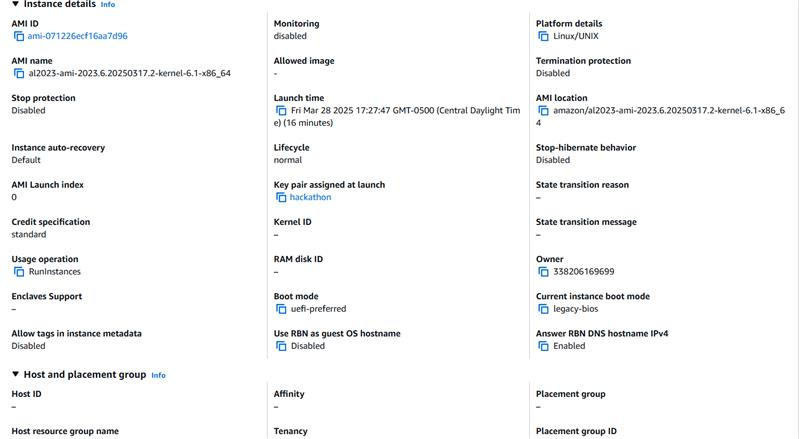 Instance details Info
AMI ID
ami-071226ecf16aa7d96
Monitoring
disabled
Platform details
Linux/UNIX
AMI name
al2023-ami-2023.6.20250317.2-kernel-6.1-x86_64
Allowed image
-
Termination protection
Disabled
Stop protection
Disabled
Launch time
Fri Mar 28 2025 17:27:47 GMT-0500 (Central Daylight Tim
e) (16 minutes)
AMI location
amazon/al2023-ami-2023.6.20250317.2-kernel-6.1-x86_6
4
Instance auto-recovery
Default
Lifecycle
normal
Stop-hibernate behavior
Disabled
AMI Launch index
0
Key pair assigned at launch
hackathon
State transition reason
–
Credit specification
standard
Kernel ID
–
State transition message
–
Usage operation
RunInstances
RAM disk ID
–
Owner
338206169699
Enclaves Support
–
Boot mode
uefi-preferred
Current instance boot mode
legacy-bios
Allow tags in instance metadata
Disabled
Use RBN as guest OS hostname
Disabled
Answer RBN DNS hostname IPv4
Enabled
Host and placement group Info
Host ID
–
Affinity
–
Placement group
–
Host resource group name
Tenancy
Placement group ID